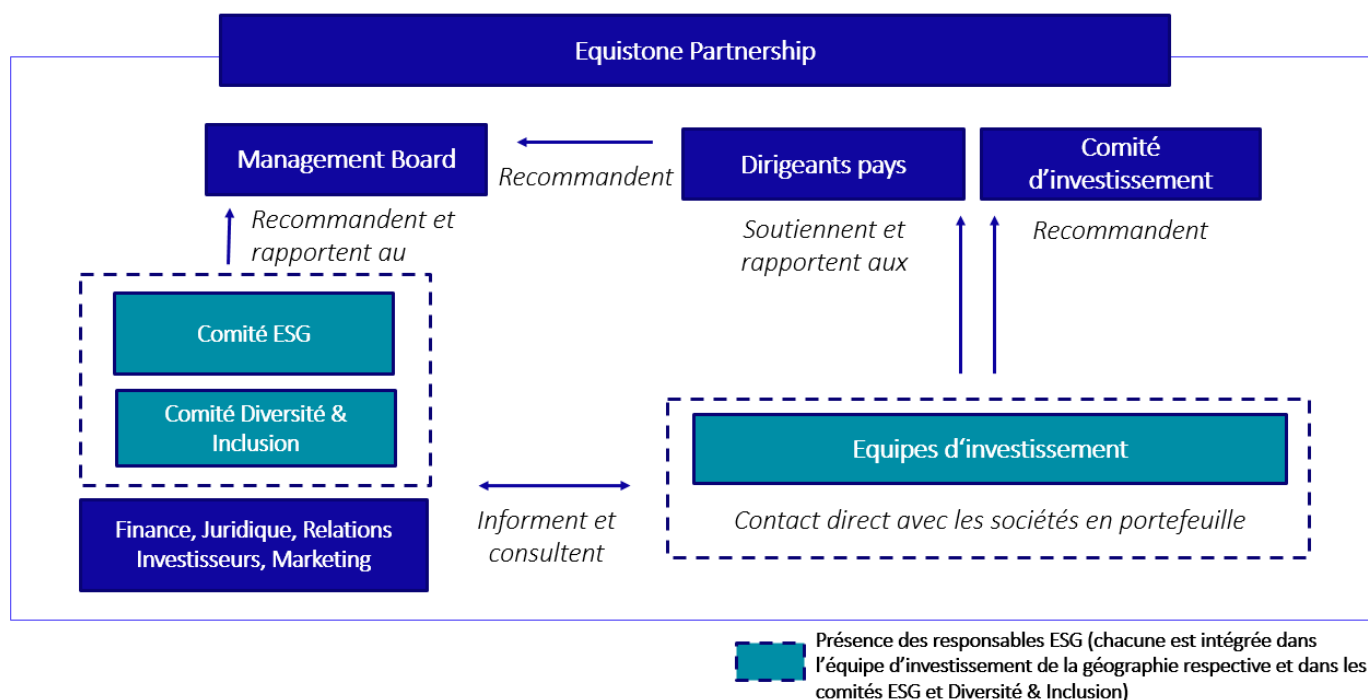 Equistone Partnership
Management Board
Recommandent
Dirigeants pays
Comité
d’investissement
Recommandent et
rapportent au
Soutiennent et
rapportent aux
Recommandent
Comité ESG
Comité Diversité &
Inclusion
Equipes d‘investissement
Contact direct avec les sociétés en portefeuille
Informent et
consultent
Finance, Juridique, Relations
Investisseurs, Marketing
Présence des responsables ESG (chacune est intégrée dans
l’équipe d’investissement de la géographie respective et dans les
comités ESG et Diversité & Inclusion)